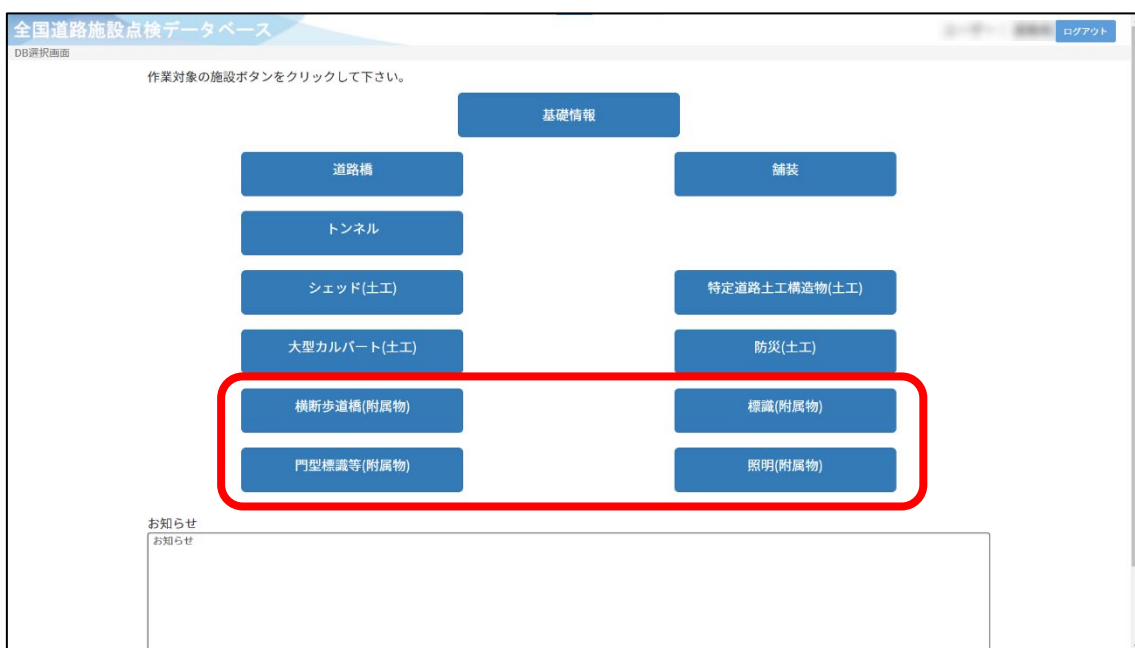 全国道路施設点検データベース
ログアウト
DB選択画面
作業対象の施設ボタンをクリックして下さい。
基礎情報
道路橋
舗装
トンネル
シェッド(土工)
特定道路土工構造物(土工)
大型カルバート(土工)
防災(土工)
横断歩道橋(附属物)
標識(附属物)
門型標識等(附属物)
照明(附属物)
お知らせ
お知らせ